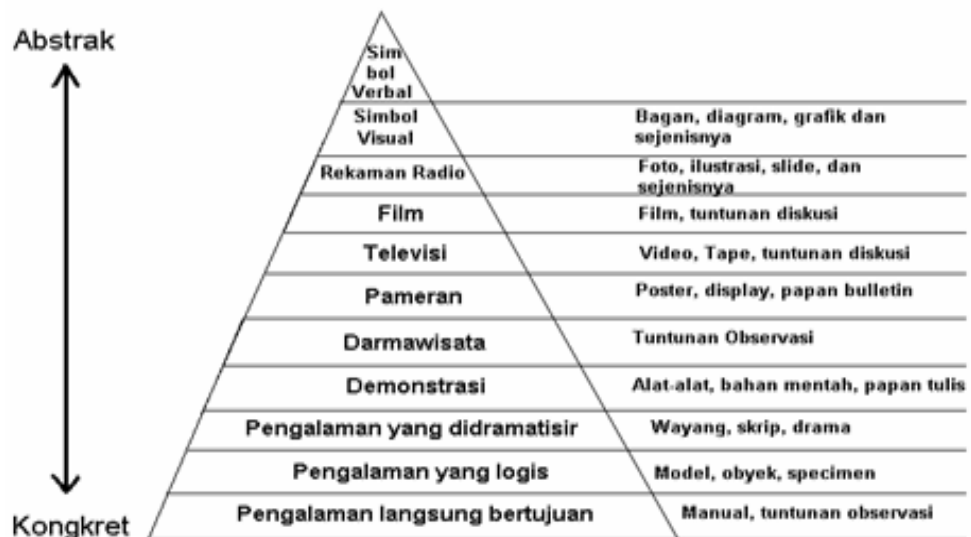 Abstrak
Sim
bol
Verbal
Simbol
Visual
Bagan, diagram, grafik dan
sejenisnya
Rekaman Radio
Foto, ilustrasi, slide, dan
sejenisnya
Film
Film, tuntunan diskusi
Televisi
Video, Tape, tuntunan diskusi
Pameran
Poster, display, papan bulletin
Darmawisata
Tuntunan Observasi
Demonstrasi
Alat-alat, bahan mentah, papan tulis
Pengalaman yang didramatisir
Wayang, skrip, drama
Pengalaman yang logis
Model, obyek, specimen
Pengalaman langsung bertujuan
Manual, tuntunan observasi
Kongkret